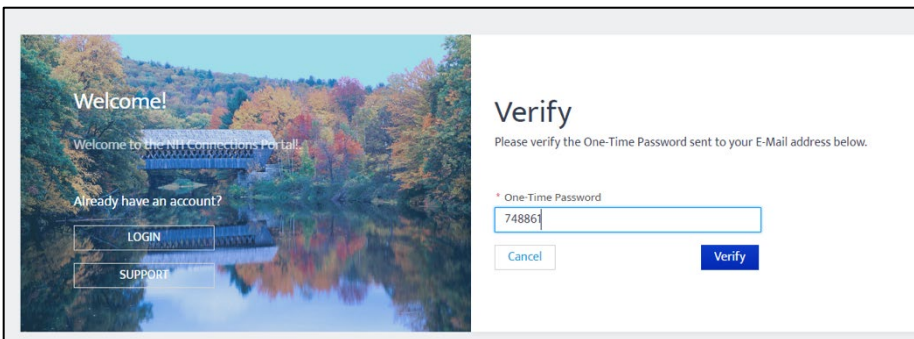 Welcome!
Welcome to the NH Connections Portal!
Already have an account?
LOGIN
SUPPORT
Verify
Please verify the One-Time Password sent to your E-Mail address below.
* One-Time Password
748861
Cancel
Verify